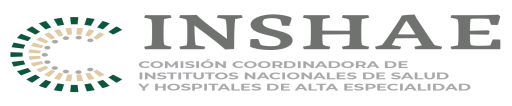 INSHAE
COMISIÓN COORDINADORA DE
INSTITUTOS NACIONALES DE SALUD
Y HOSPITALES DE ALTA ESPECIALIDAD